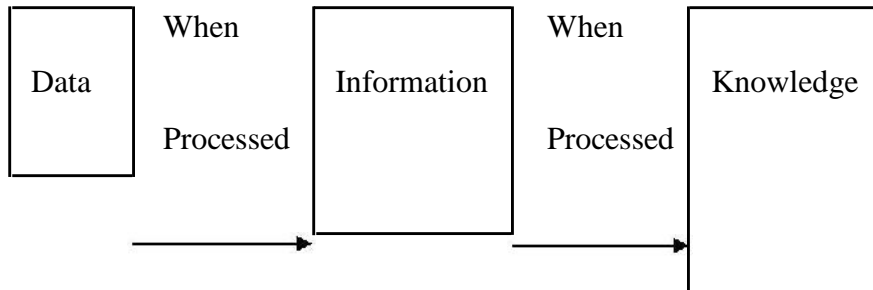 When
When
Data
Information
Knowledge
Processed
Processed